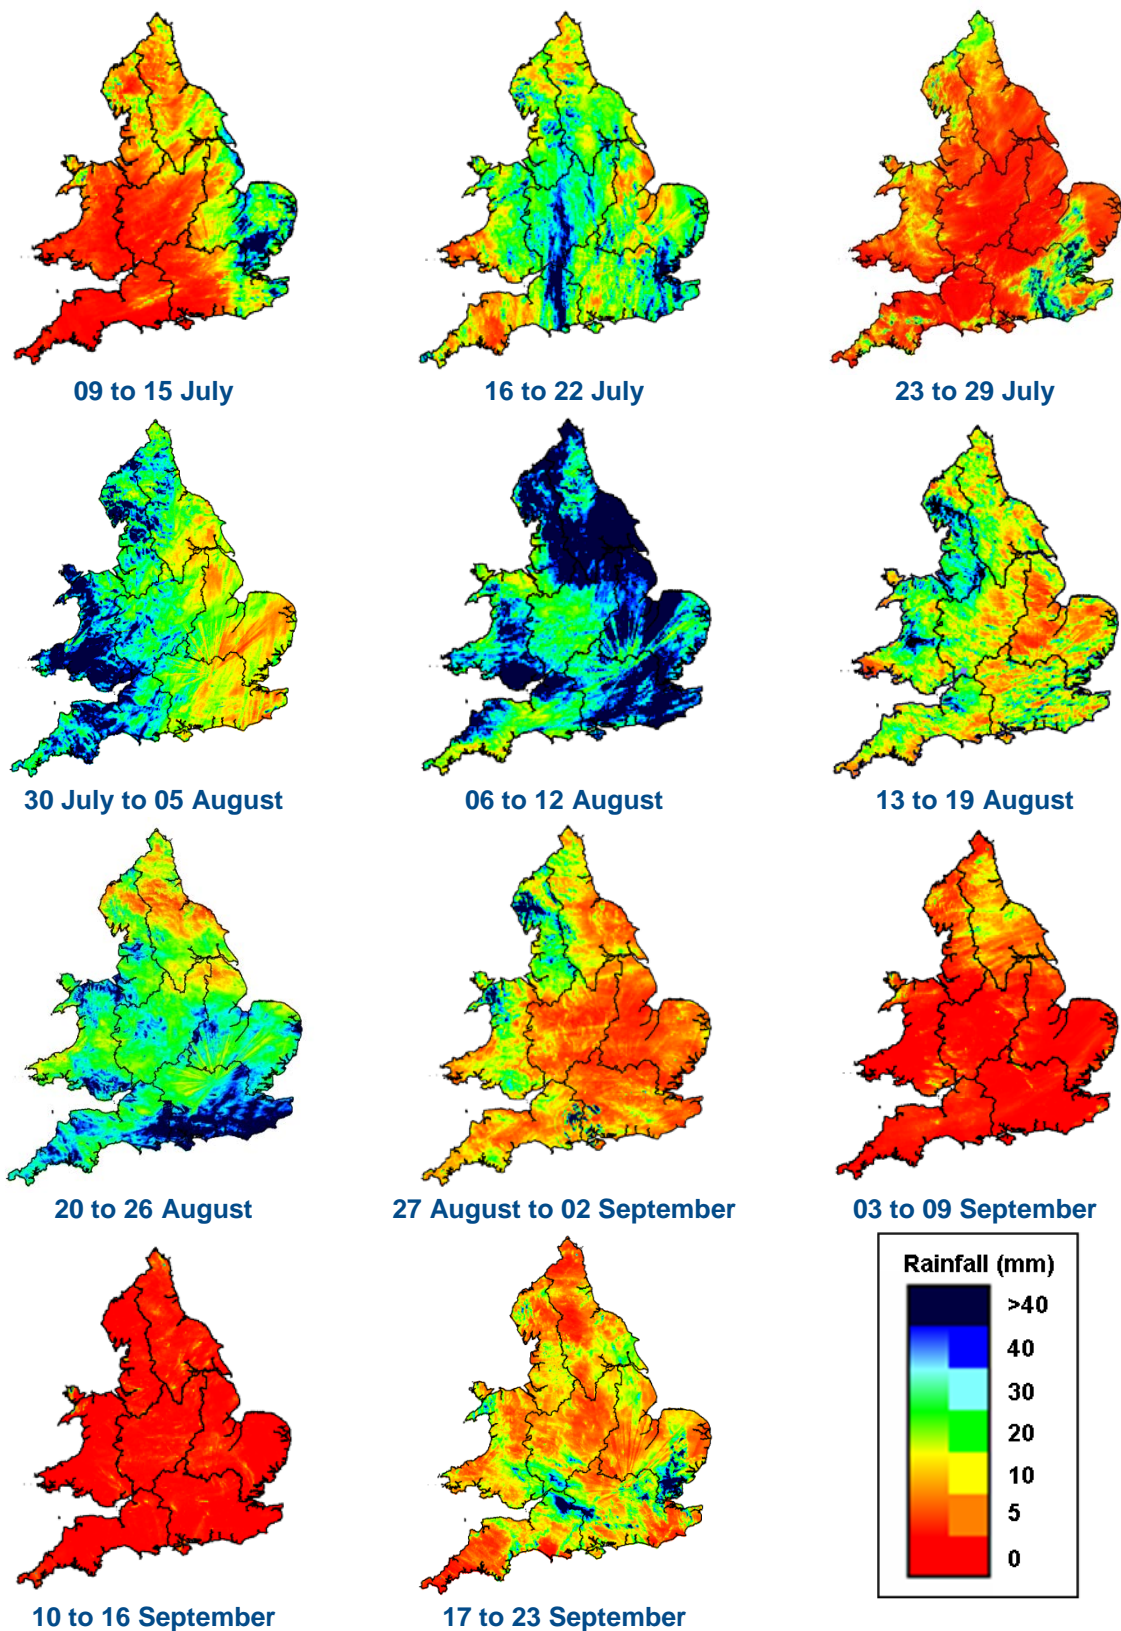 09 to 15 July
16 to 22 July
23 to 29 July
30 July to 05 August
06 to 12 August
13 to 19 August
20 to 26 August
27 August to 02 September
03 to 09 September
Rainfall (mm)
>40
40
30
20
10
5
0
10 to 16 September
17 to 23 September